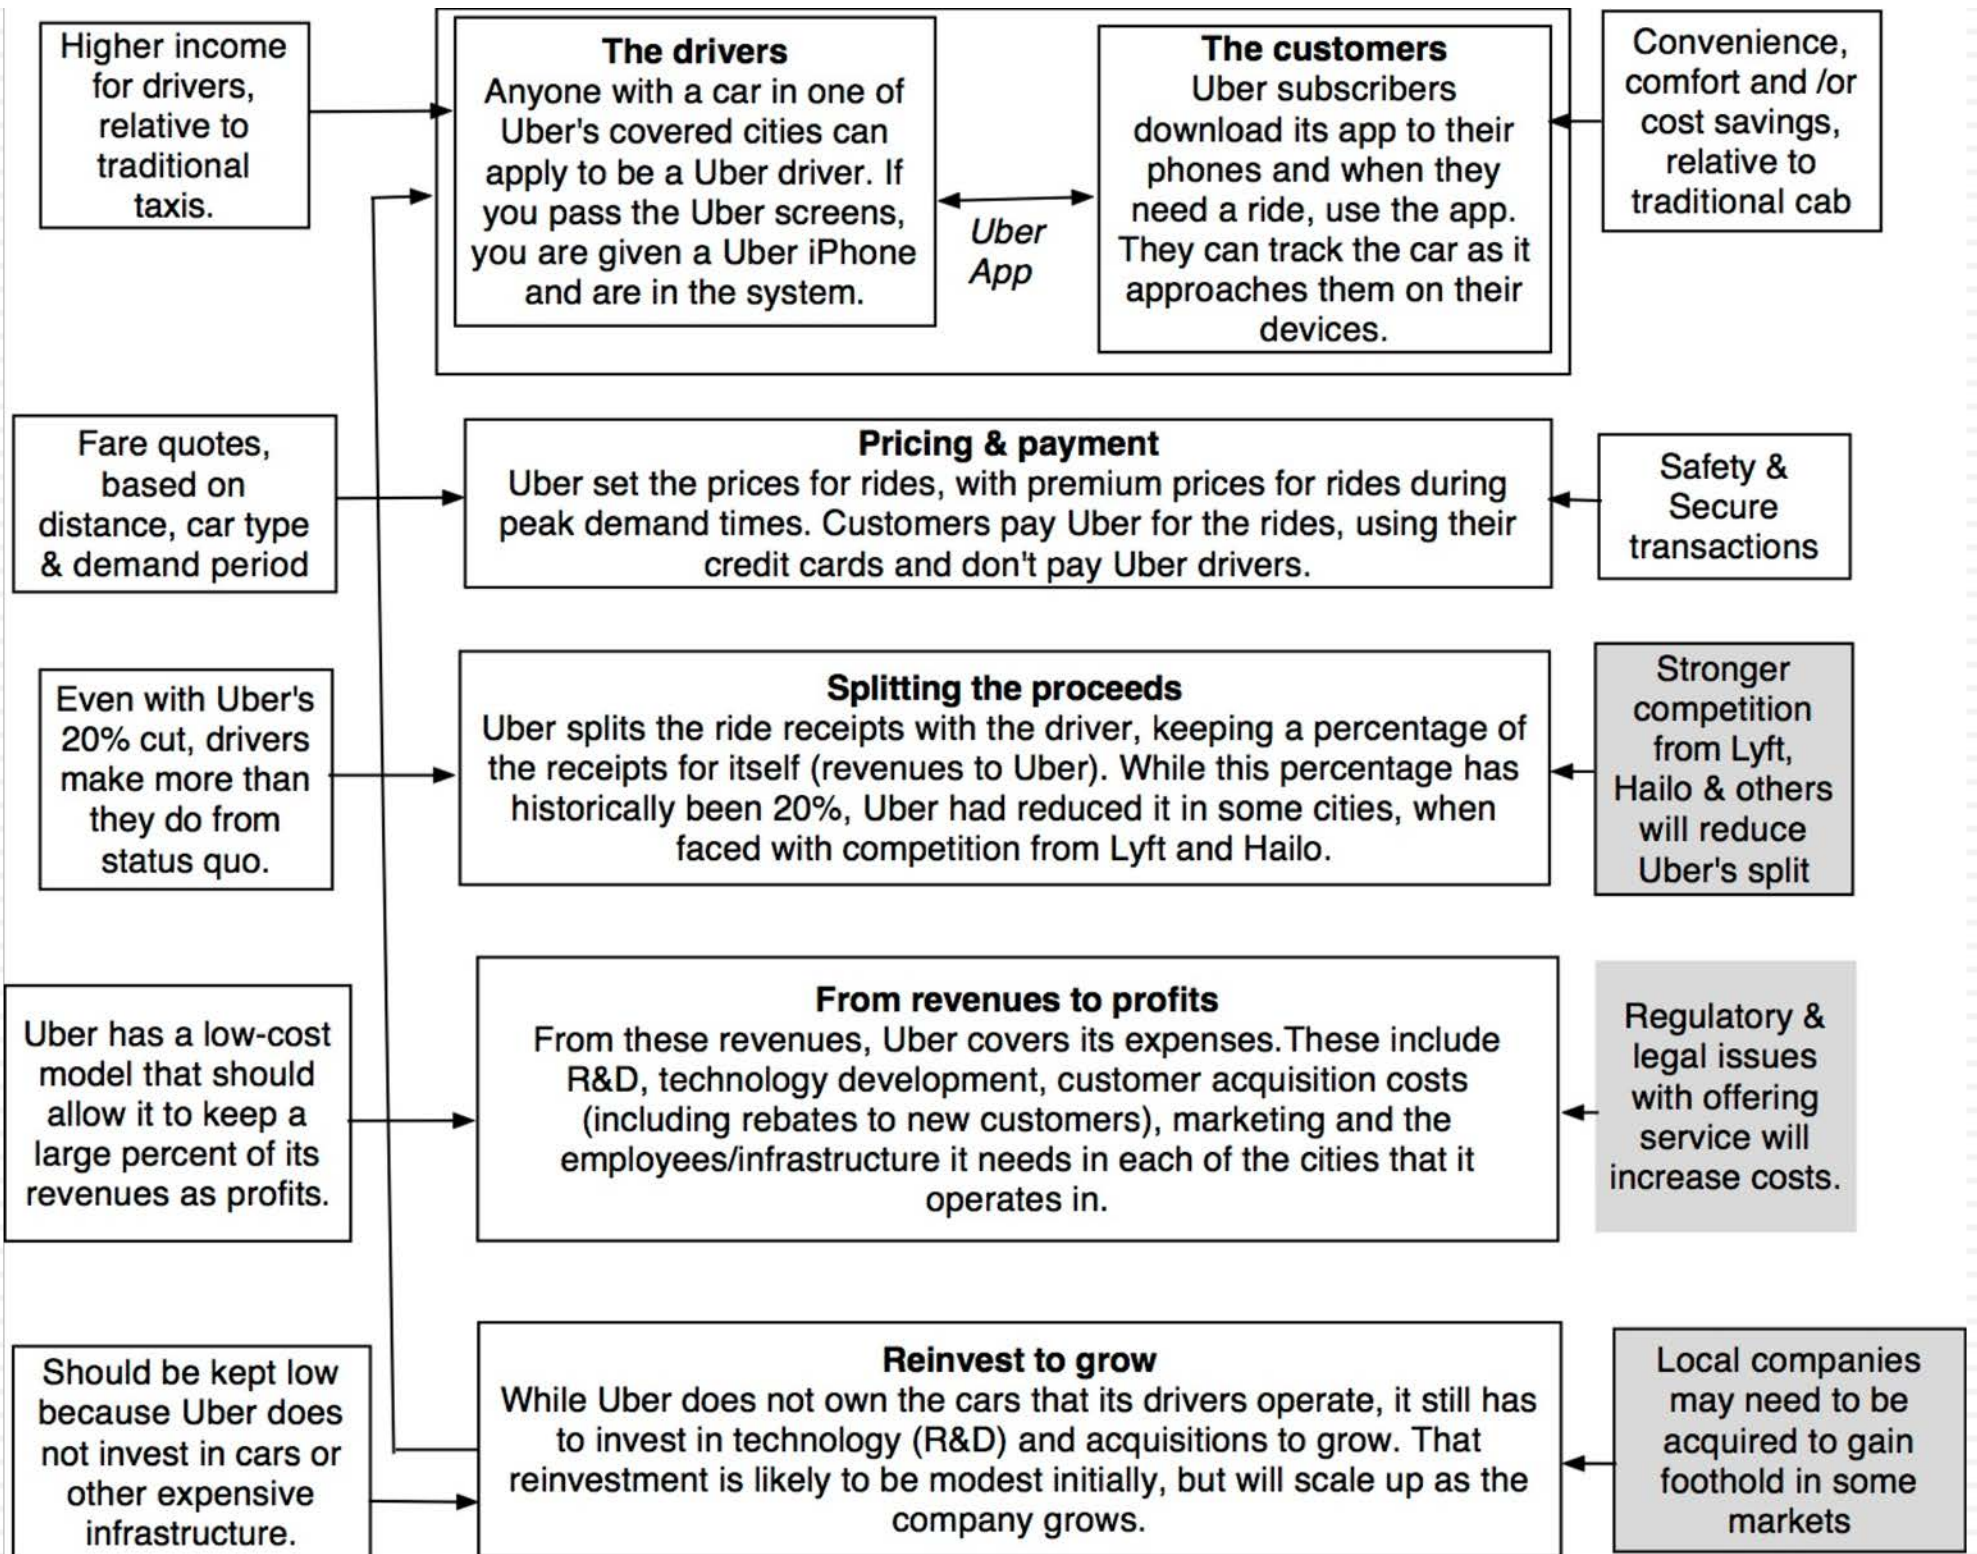 Higher income
for drivers,
relative to
traditional
taxis.
The drivers
Anyone with a car in one of
Uber's covered cities can
apply to be a Uber driver. If
you pass the Uber screens,
you are given a Uber iPhone
and are in the system.
Uber
App
The customers
Uber subscribers
download its app to their
phones and when they
need a ride, use the app.
They can track the car as it
approaches them on their
devices.
Convenience,
comfort and /or
cost savings,
relative to
traditional cab
Fare quotes,
based on
distance, car type
& demand period
Pricing & payment
Uber set the prices for rides, with premium prices for rides during
peak demand times. Customers pay Uber for the rides, using their
credit cards and don't pay Uber drivers.
Safety &
Secure
transactions
Even with Uber's
20% cut, drivers
make more than
they do from
status quo.
Splitting the proceeds
Uber splits the ride receipts with the driver, keeping a percentage of
the receipts for itself (revenues to Uber). While this percentage has
historically been 20%, Uber had reduced it in some cities, when
faced with competition from Lyft and Hailo.
Stronger
competition
from Lyft,
Hailo & others
will reduce
Uber's split
Uber has a low-cost
model that should
allow it to keep a
large percent of its
revenues as profits.
From revenues to profits
From these revenues, Uber covers its expenses.These include
R&D, technology development, customer acquisition costs
(including rebates to new customers), marketing and the
employees/infrastructure it needs in each of the cities that it
operates in.
Regulatory &
legal issues
with offering
service will
increase costs.
Should be kept low
because Uber does
not invest in cars or
other expensive
infrastructure.
Reinvest to grow
While Uber does not own the cars that its drivers operate, it still has
to invest in technology (R&D) and acquisitions to grow. That
reinvestment is likely to be modest initially, but will scale up as the
company grows.
Local companies
may need to be
acquired to gain
foothold in some
markets